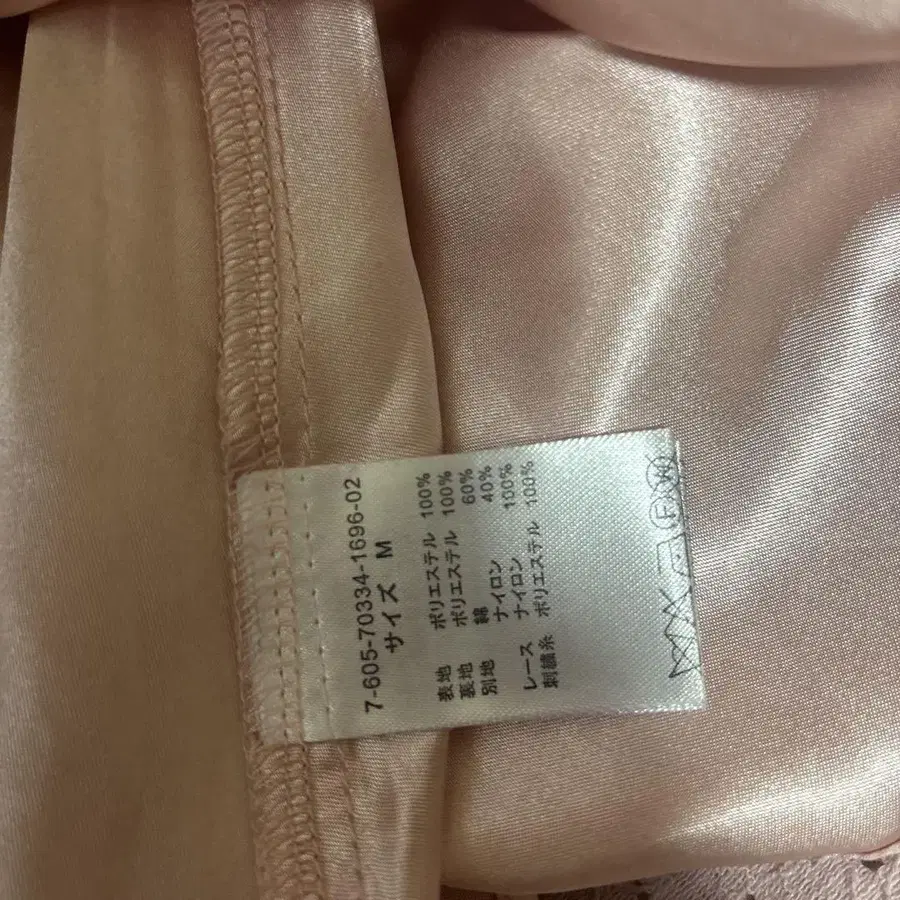 7-605-70334-1696-02
サイズ M
表地 ポリエステル 100%
裏地 ポリエステル 100%
別地 綿 60%
ナイロン 40%
レース ナイロン 100%
刺繍糸 ポリエステル 100%
F W